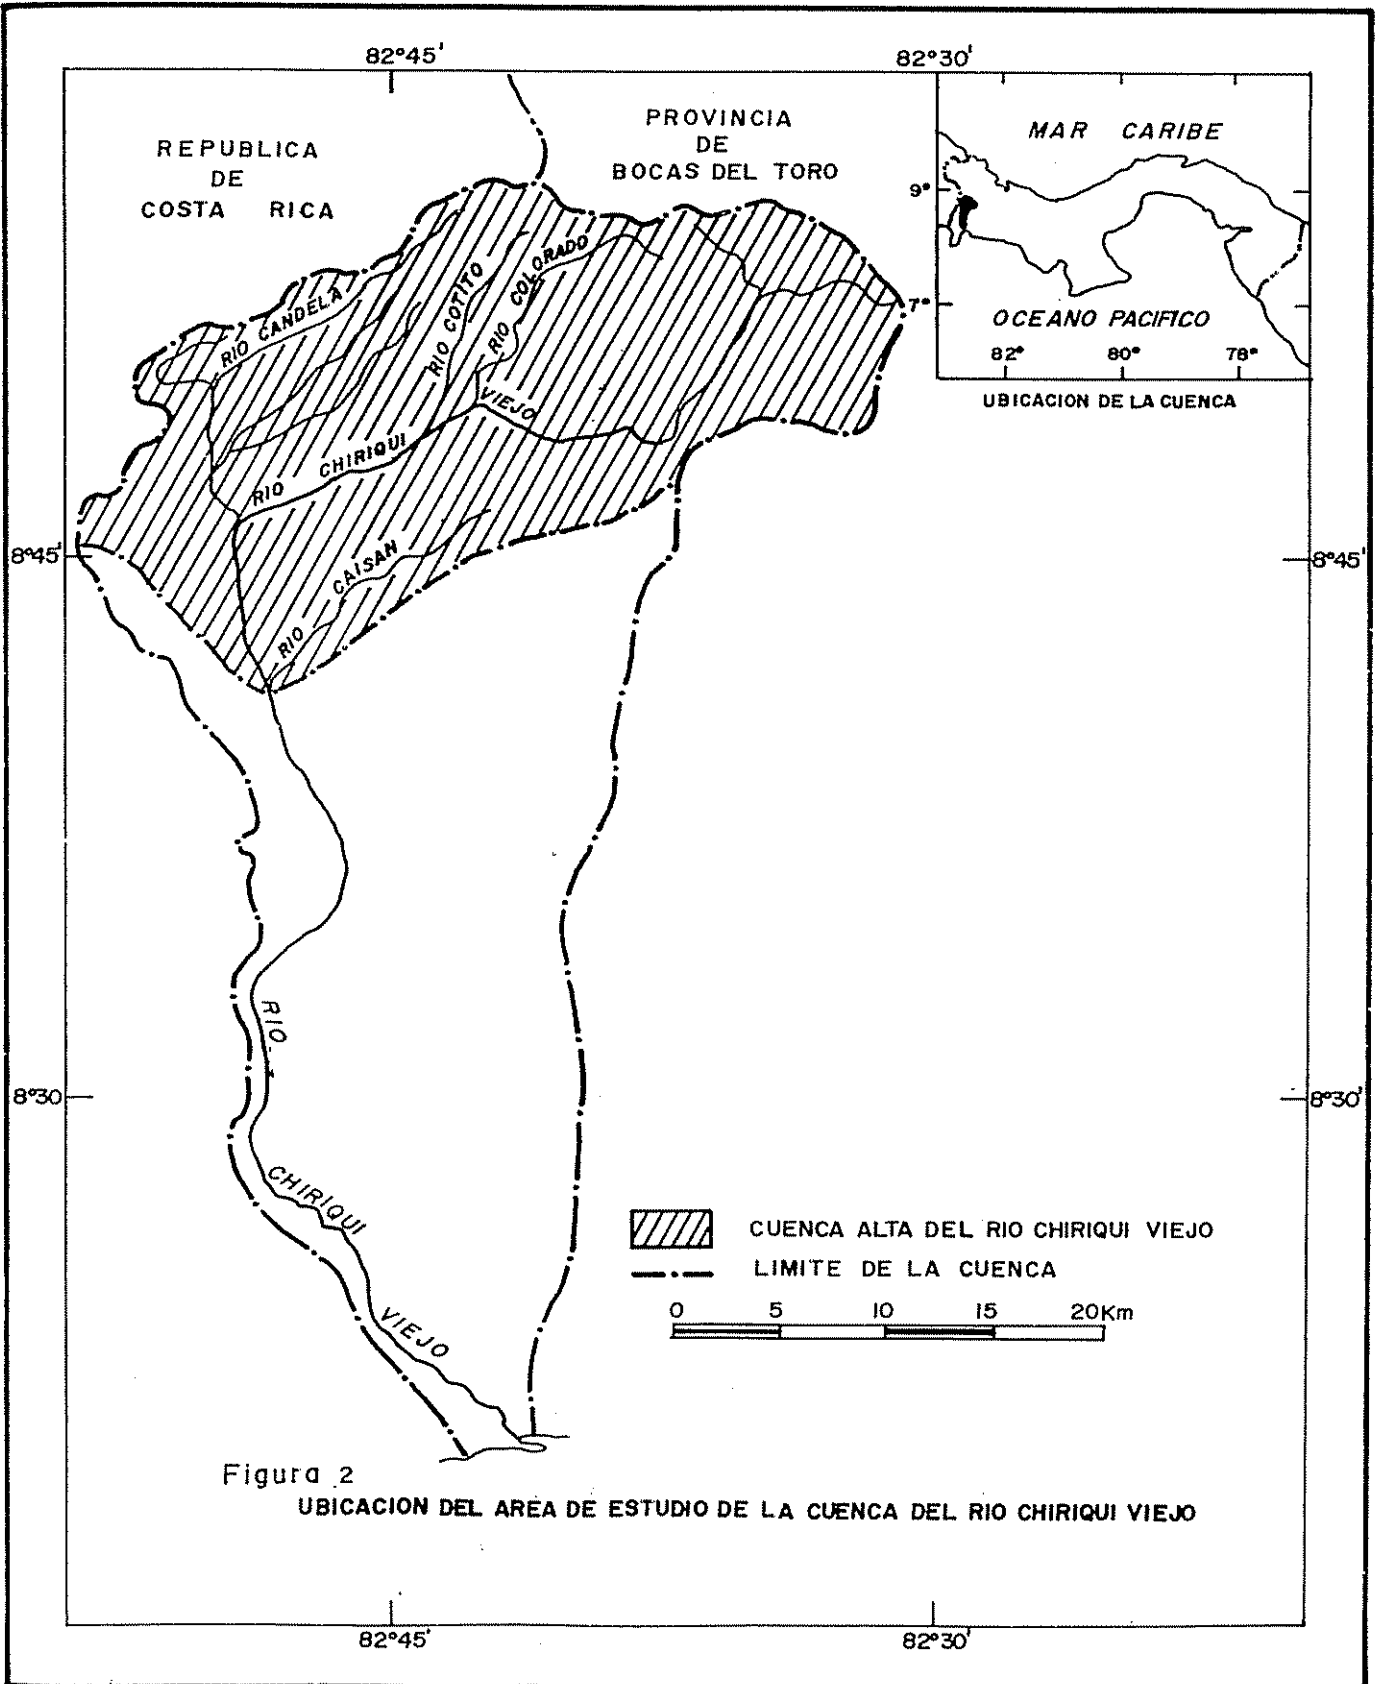 82°45'
82°30'
REPUBLICA
DE
COSTA RICA
PROVINCIA
DE
BOCAS DEL TORO
MAR CARIBE
9°
7°
OCEANO PACIFICO
82° 80° 78°
UBICACION DE LA CUENCA
RIO CANDELA
RIO COTITO
RIO COLORADO
RIO CHIRIQUI VIEJO
RIO CAISAN
8°45'
8°45'
8°30
8°30'
RIO
CHIRIQUI
VIEJO
CUENCA ALTA DEL RIO CHIRIQUI VIEJO
LIMITE DE LA CUENCA
0 5 10 15 20Km
Figura 2
UBICACION DEL AREA DE ESTUDIO DE LA CUENCA DEL RIO CHIRIQUI VIEJO
82°45'
82°30'